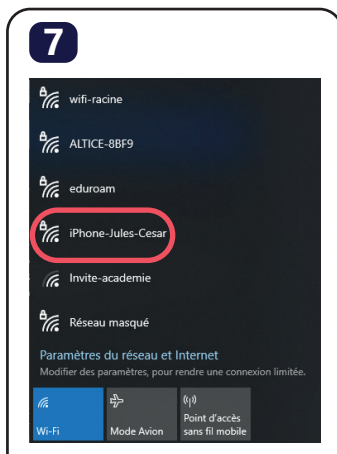 7
wifi-racine
ALTICE-8BF9
eduroam
iPhone-Jules-Cesar
Invite-academie
Réseau masqué
Paramètres du réseau et Internet
Modifier des paramètres, pour rendre une connexion limitée.
Wi-Fi
Mode Avion
Point d'accès
sans fil mobile